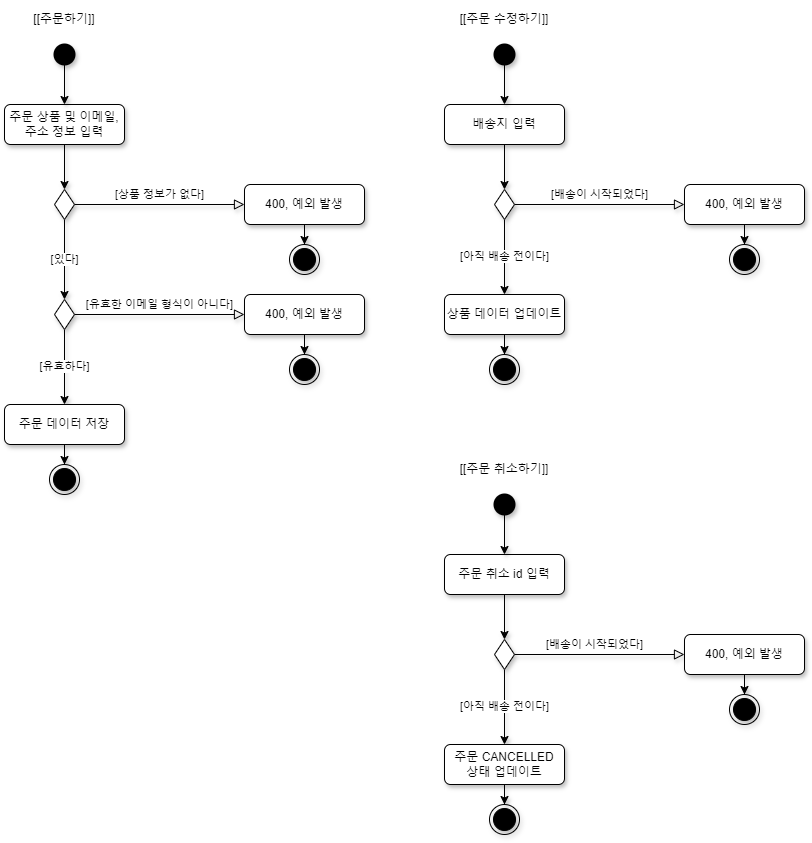 [[주문하기]]
주문 상품 및 이메일,
주소 정보 입력
[상품 정보가 없다]
400, 예외 발생
[있다]
[유효한 이메일 형식이 아니다]
400, 예외 발생
[유효하다]
주문 데이터 저장
[[주문 수정하기]]
배송지 입력
[배송이 시작되었다]
400, 예외 발생
[아직 배송 전이다]
상품 데이터 업데이트
[[주문 취소하기]]
주문 취소 id 입력
[배송이 시작되었다]
400, 예외 발생
[아직 배송 전이다]
주문 CANCELLED
상태 업데이트